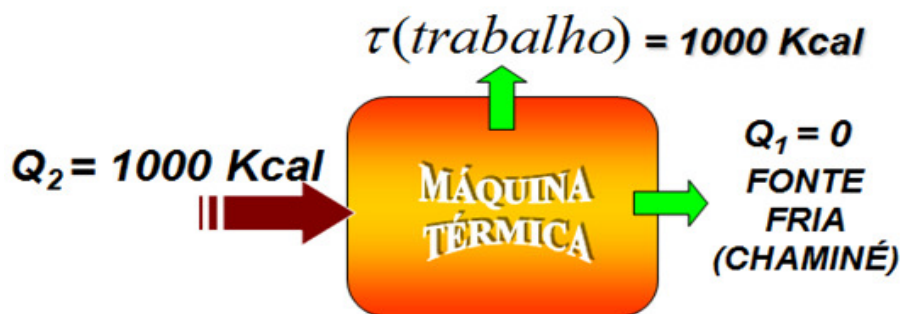 τ(trabalho) = 1000 Kcal
Q₂ = 1000 Kcal
MÁQUINA
TÉRMICA
Q₁ = 0
FONTE
FRIA
(CHAMINÉ)